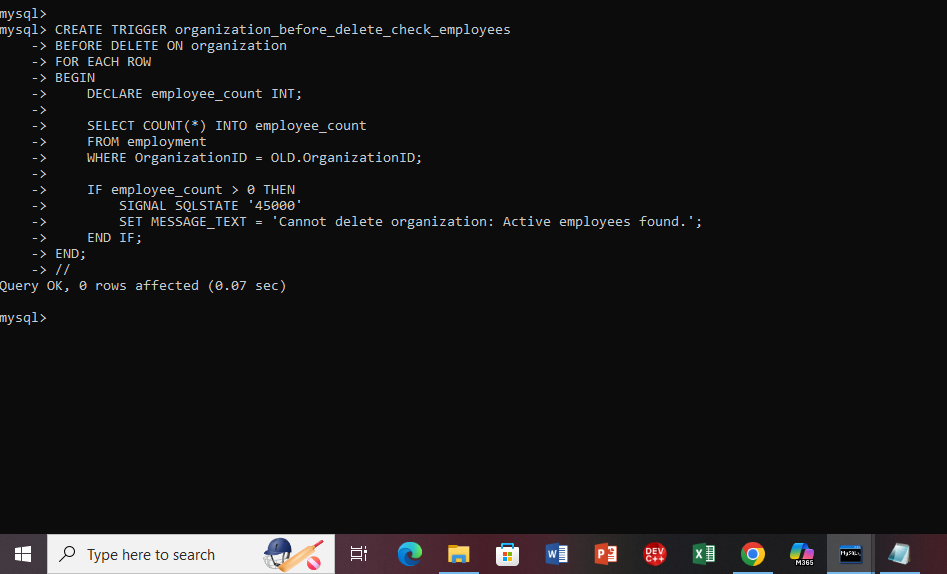 mysql>
mysql> CREATE TRIGGER organization_before_delete_check_employees
    -> BEFORE DELETE ON organization
    -> FOR EACH ROW
    -> BEGIN
    ->     DECLARE employee_count INT;
    ->
    ->     SELECT COUNT(*) INTO employee_count
    ->     FROM employment
    ->     WHERE OrganizationID = OLD.OrganizationID;
    ->
    ->     IF employee_count > 0 THEN
    ->         SIGNAL SQLSTATE '45000'
    ->         SET MESSAGE_TEXT = 'Cannot delete organization: Active employees found.';
    ->     END IF;
    -> END;
    -> //
Query OK, 0 rows affected (0.07 sec)
mysql>
Type here to search
W
P
DEV C++
X
M365
MySQL